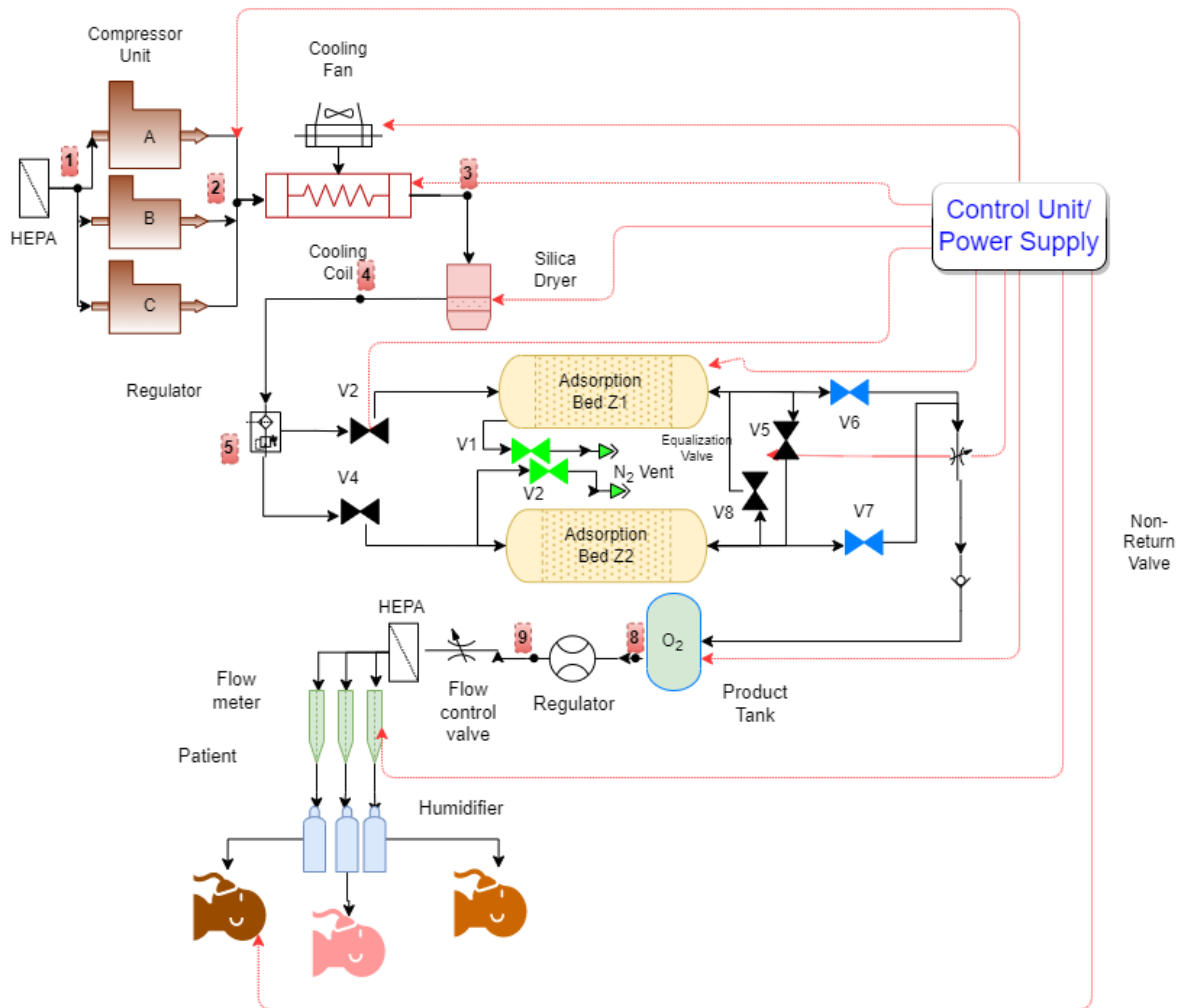 Compressor
Unit
Cooling
Fan
A
1
3
2
HEPA
B
Control Unit/
Power Supply
Cooling
Coil
4
Silica
Dryer
C
Regulator
V2
Adsorption
Bed Z1
5
V1
Equalization
Valve
V5
V6
N2 Vent
V2
V4
V8
V7
Adsorption
Bed Z2
Non-
Return
Valve
HEPA
9
8
O2
Flow
meter
Flow
control
valve
Regulator
Product
Tank
Patient
Humidifier